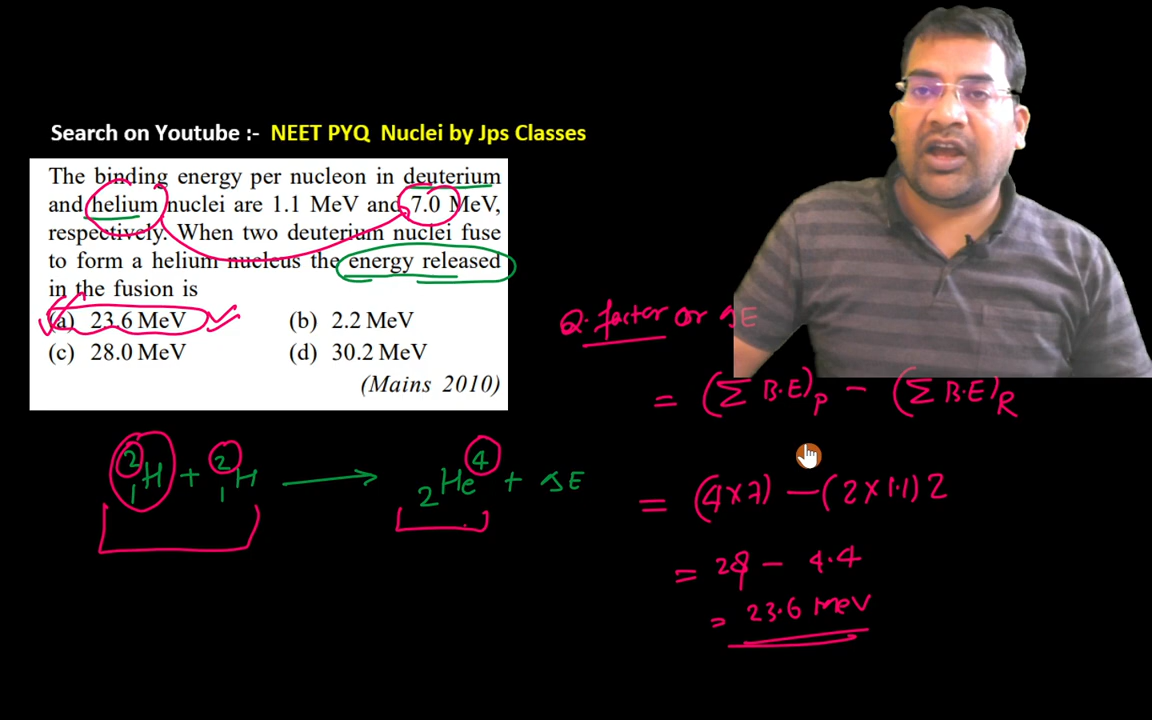 Search on Youtube :- NEET PYQ Nuclei by Jps Classes
The binding energy per nucleon in deuterium
and helium nuclei are 1.1 MeV and 7.0 MeV,
respectively. When two deuterium nuclei fuse
to form a helium nucleus the energy released
in the fusion is
(a) 23.6 MeV (b) 2.2 MeV
(c) 28.0 MeV (d) 30.2 MeV
(Mains 2010)
Q. factor or ΔE
= (Σ B.E)p − (Σ B.E)R
²₁H + ²₁H → ₂He⁴ + ΔE
= (4×7) − (2×1.1) 2
= 28 − 4.4
= 23.6 MeV